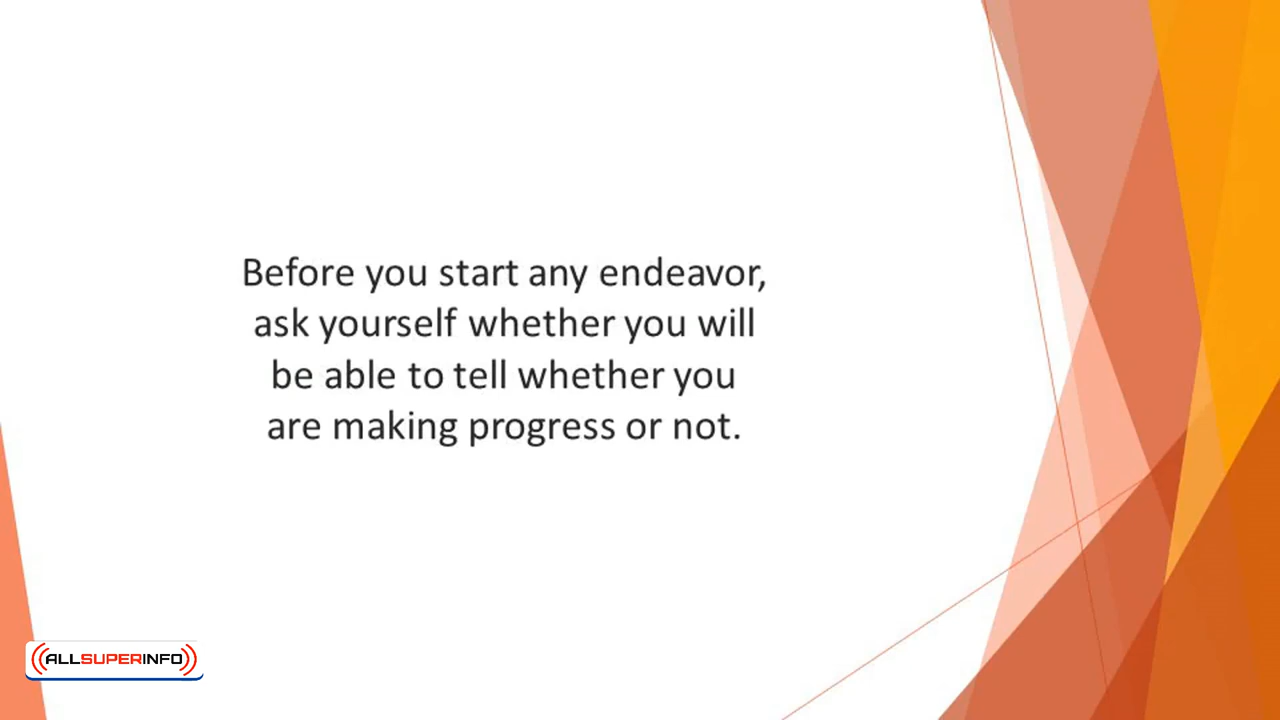 Before you start any endeavor,
ask yourself whether you will
be able to tell whether you
are making progress or not.
ALLSUPERINFO